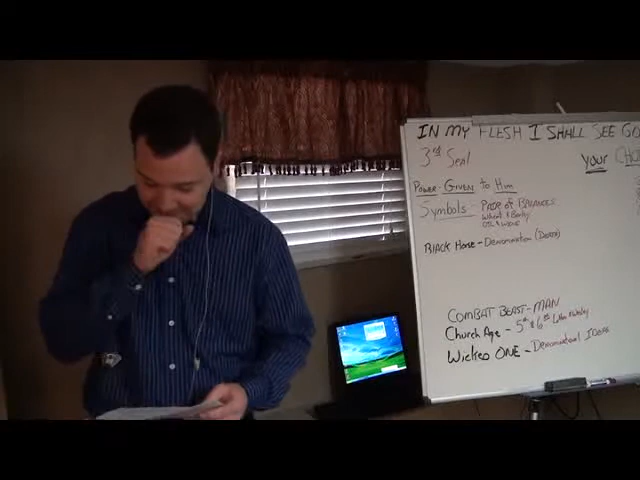 IN MY FLESH I SHALL SEE GO
3rd Seal
your CHO
Power-Given to Him
Symbols - PAIR OF BALANCES
Wheat & Barley
OIL & WINE
BlACK Horse - Denomination (Death)
COMBAT BEAST - MAN
Church Age - 5th & 6th
Wicked ONE - Denominational IDEAS